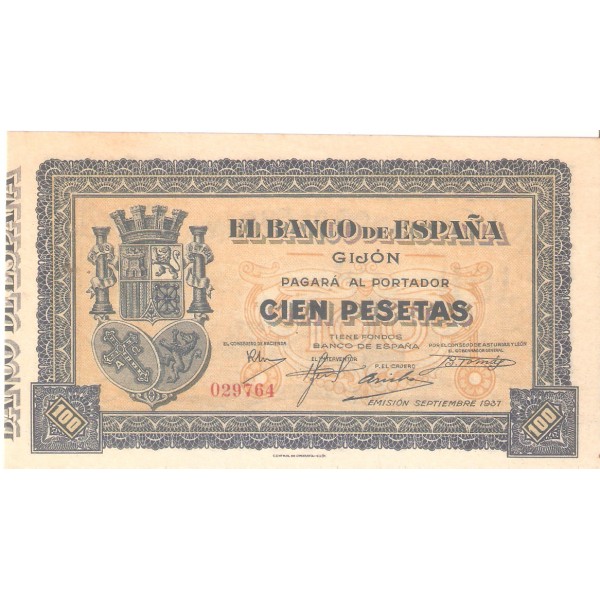 BANCO DE ESPAÑA
EL BANCO DE ESPAÑA
GIJÓN
PAGARÁ AL PORTADOR
CIEN PESETAS
TIENE FONDOS
BANCO DE ESPAÑA
EL CONSEJERO DE HACIENDA
EL INTERVENTOR
P. EL CAJERO
POR EL CONSEJO DE ASTURIAS Y LEÓN
EL GOBERNADOR GENERAL
029764
EMISIÓN SEPTIEMBRE 1937
100
100